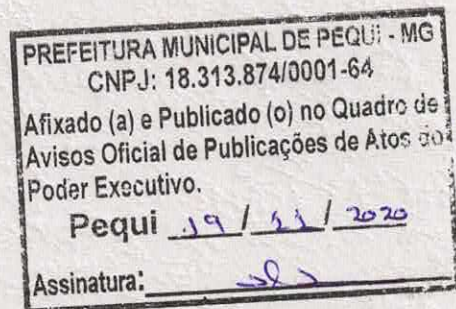 PREFEITURA MUNICIPAL DE PEQUI - MG
CNPJ: 18.313.874/0001-64
Afixado (a) e Publicado (o) no Quadro de
Avisos Oficial de Publicações de Atos do
Poder Executivo.
Pequi 19 / 11 / 2020
Assinatura: